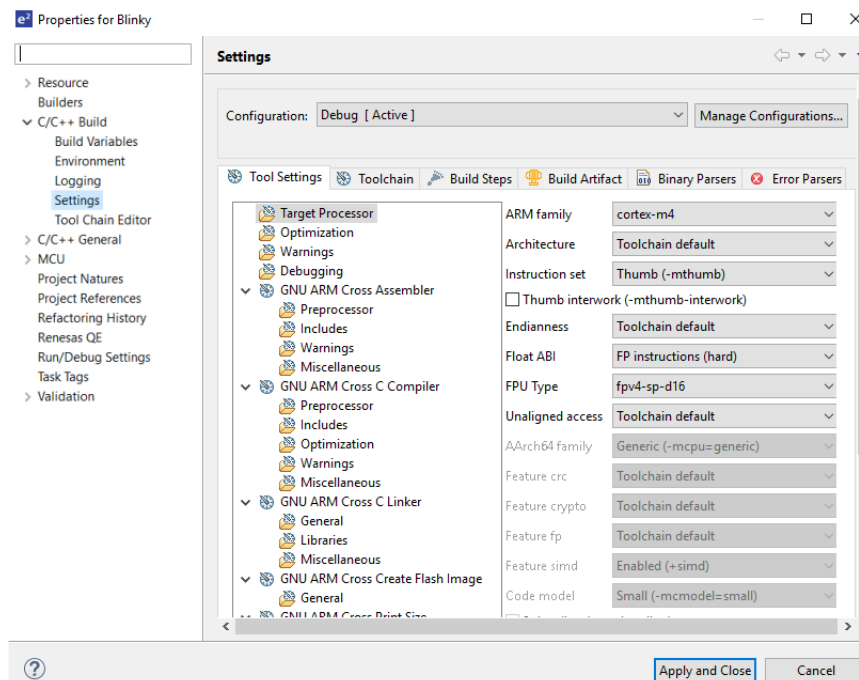 e² Properties for Blinky
Resource
Builders
C/C++ Build
Build Variables
Environment
Logging
Settings
Tool Chain Editor
C/C++ General
MCU
Project Natures
Project References
Refactoring History
Renesas QE
Run/Debug Settings
Task Tags
Validation
Settings
Configuration: Debug [ Active ] Manage Configurations...
Tool Settings Toolchain Build Steps Build Artifact Binary Parsers Error Parsers
Target Processor
Optimization
Warnings
Debugging
GNU ARM Cross Assembler
Preprocessor
Includes
Warnings
Miscellaneous
GNU ARM Cross C Compiler
Preprocessor
Includes
Optimization
Warnings
Miscellaneous
GNU ARM Cross C Linker
General
Libraries
Miscellaneous
GNU ARM Cross Create Flash Image
General
GNU ARM Cross Print Size
ARM family cortex-m4
Architecture Toolchain default
Instruction set Thumb (-mthumb)
Thumb interwork (-mthumb-interwork)
Endianness Toolchain default
Float ABI FP instructions (hard)
FPU Type fpv4-sp-d16
Unaligned access Toolchain default
AArch64 family Generic (-mcpu=generic)
Feature crc Toolchain default
Feature crypto Toolchain default
Feature fp Toolchain default
Feature simd Enabled (+simd)
Code model Small (-mcmodel=small)
Apply and Close Cancel